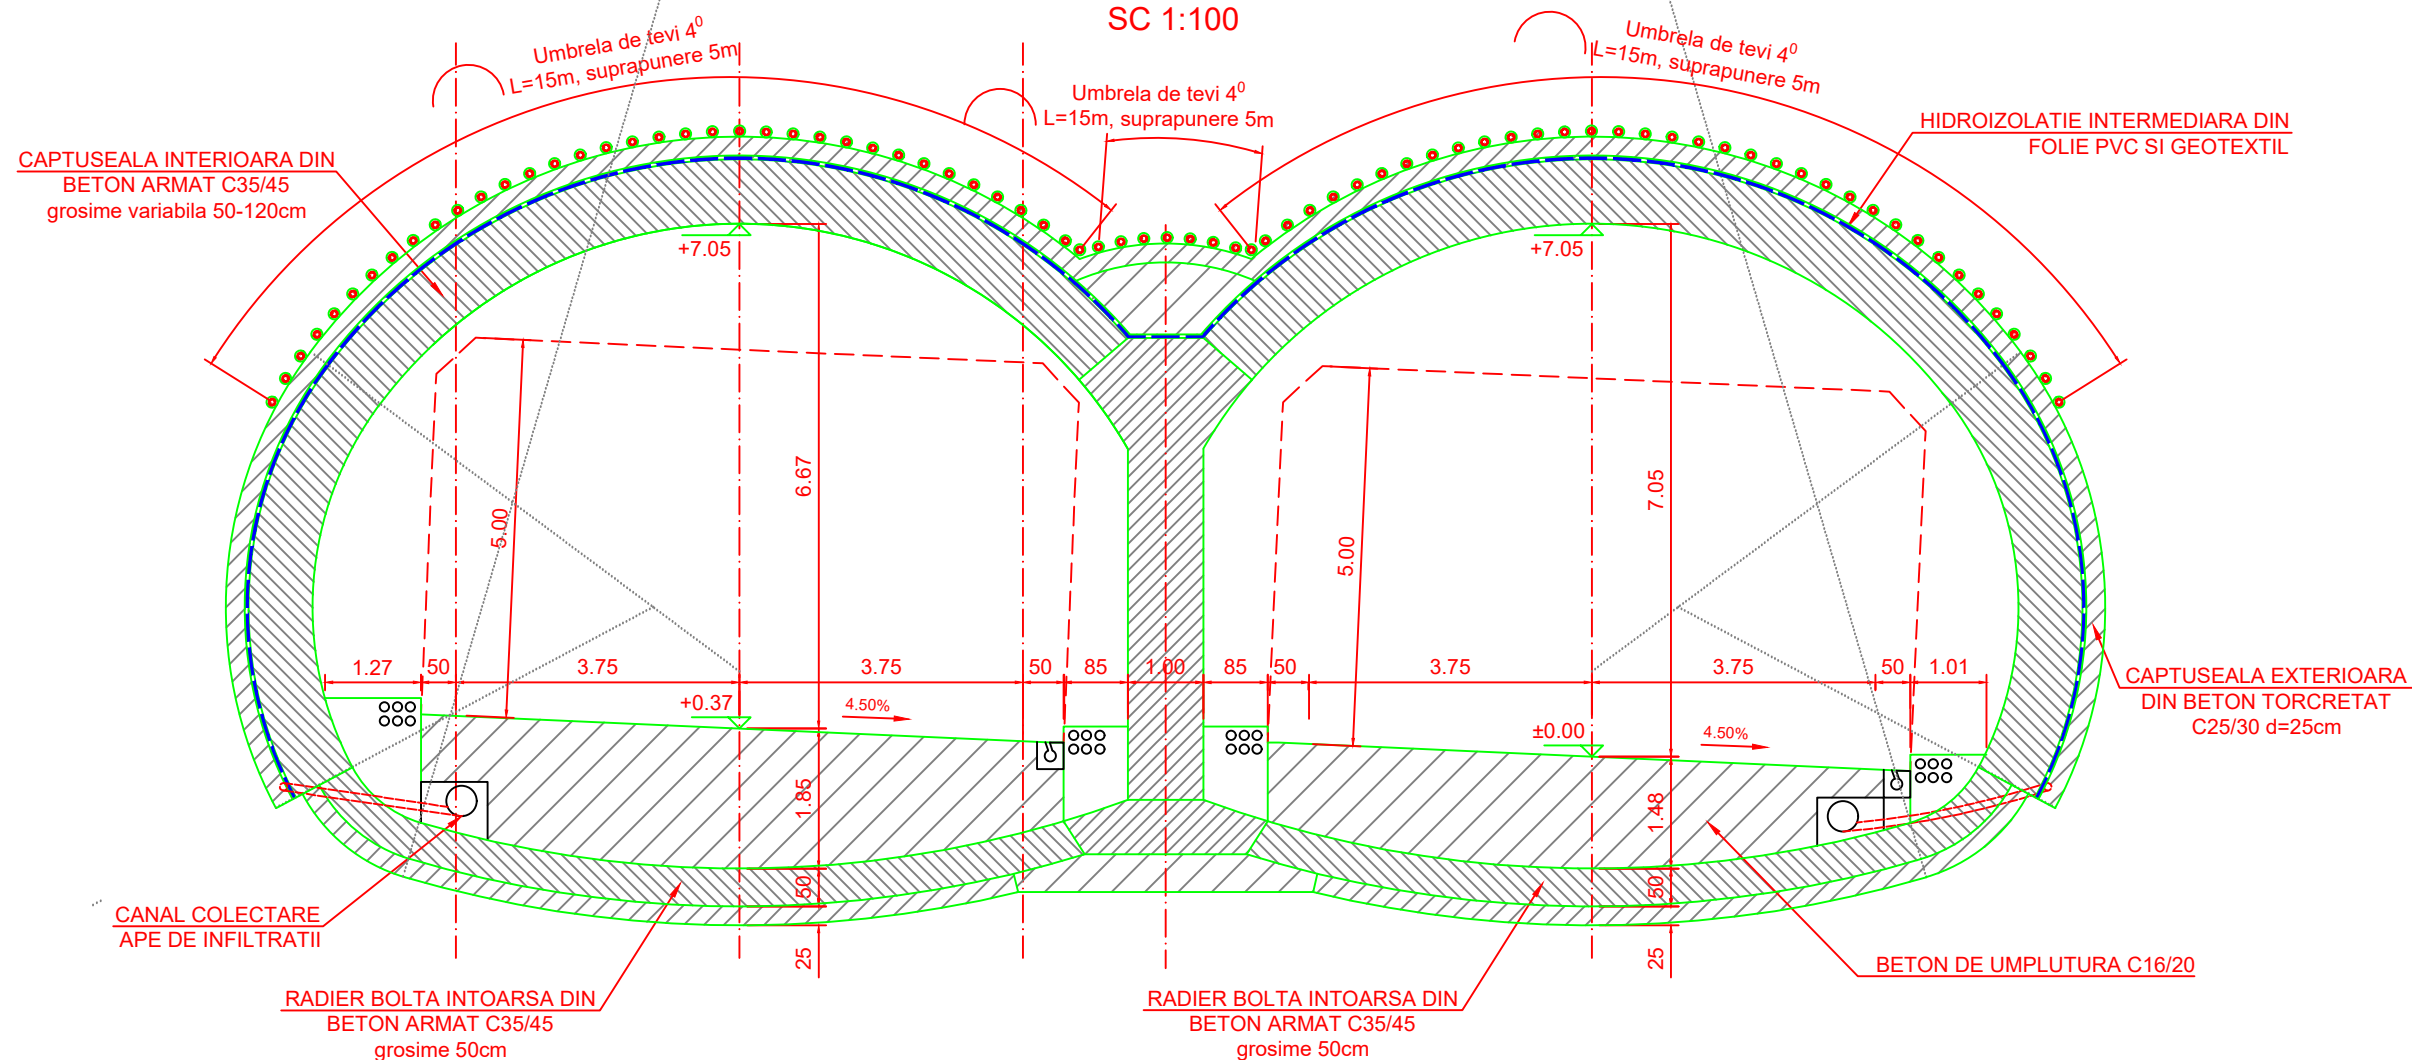 SC 1:100
Umbrela de tevi 4⁰
L=15m, suprapunere 5m
Umbrela de tevi 4⁰
L=15m, suprapunere 5m
Umbrela de tevi 4⁰
L=15m, suprapunere 5m
HIDROIZOLATIE INTERMEDIARA DIN
FOLIE PVC SI GEOTEXTIL
CAPTUSEALA INTERIOARA DIN
BETON ARMAT C35/45
grosime variabila 50-120cm
+7.05
+7.05
6.67
7.05
5.00
5.00
1.27
50
3.75
3.75
50
85
1.00
85
50
3.75
3.75
50
1.01
+0.37
4.50%
±0.00
4.50%
CAPTUSEALA EXTERIOARA
DIN BETON TORCRETAT
C25/30 d=25cm
1.85
1.48
50
50
25
25
CANAL COLECTARE
APE DE INFILTRATII
BETON DE UMPLUTURA C16/20
RADIER BOLTA INTOARSA DIN
BETON ARMAT C35/45
grosime 50cm
RADIER BOLTA INTOARSA DIN
BETON ARMAT C35/45
grosime 50cm